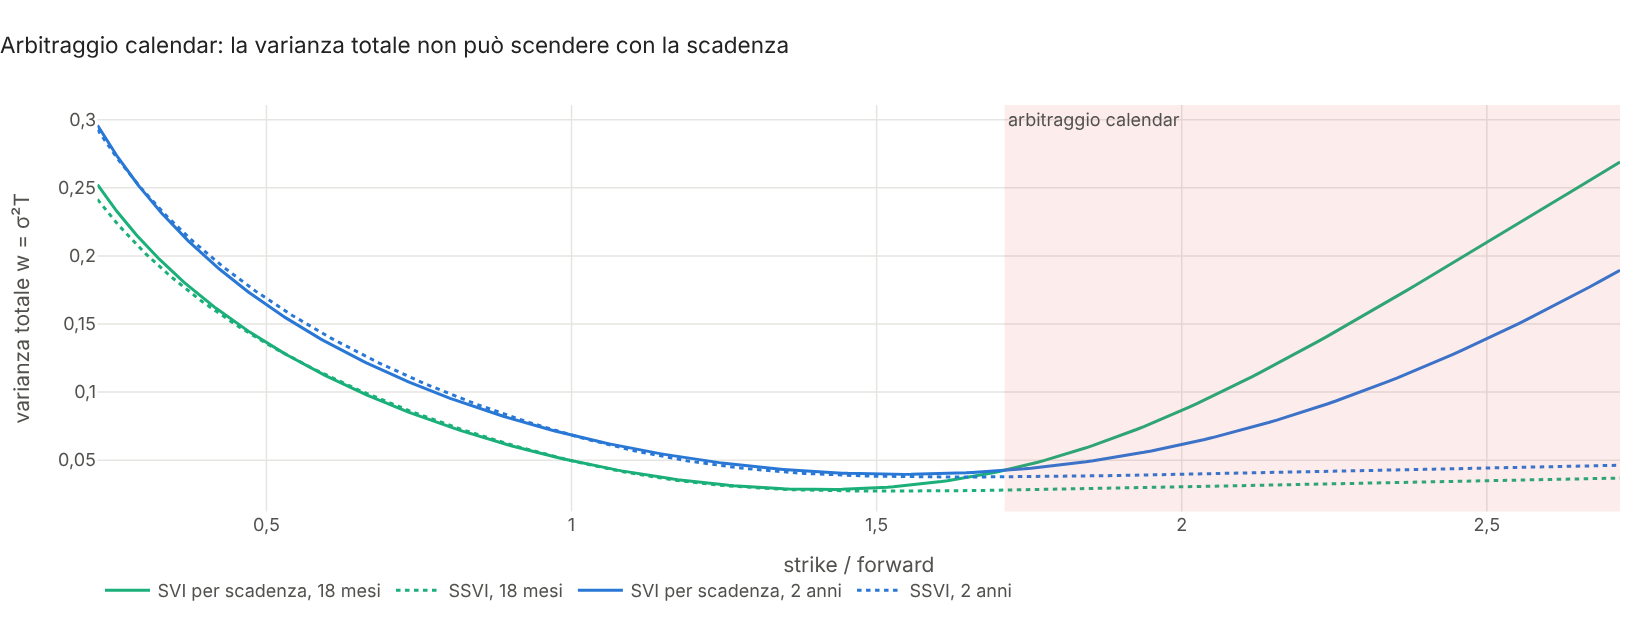 Arbitraggio calendar: la varianza totale non può scendere con la scadenza
arbitraggio calendar
varianza totale w = σ²T
0,3
0,25
0,2
0,15
0,1
0,05
0,5
1
1,5
2
2,5
strike / forward
SVI per scadenza, 18 mesi
SSVI, 18 mesi
SVI per scadenza, 2 anni
SSVI, 2 anni